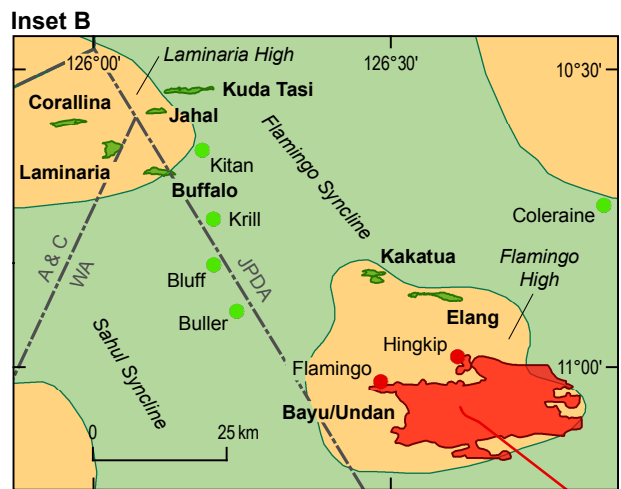 Inset B
126°00'
Laminaria High
126°30'
10°30'
Corallina
Kuda Tasi
Jahal
Flamingo Syncline
Laminaria
Kitan
Buffalo
Krill
Coleraine
A & C
WA
JPDA
Kakatua
Flamingo
High
Bluff
Buller
Elang
Sahul Syncline
Hingkip
Flamingo
11°00'
Bayu/Undan
0
25 km